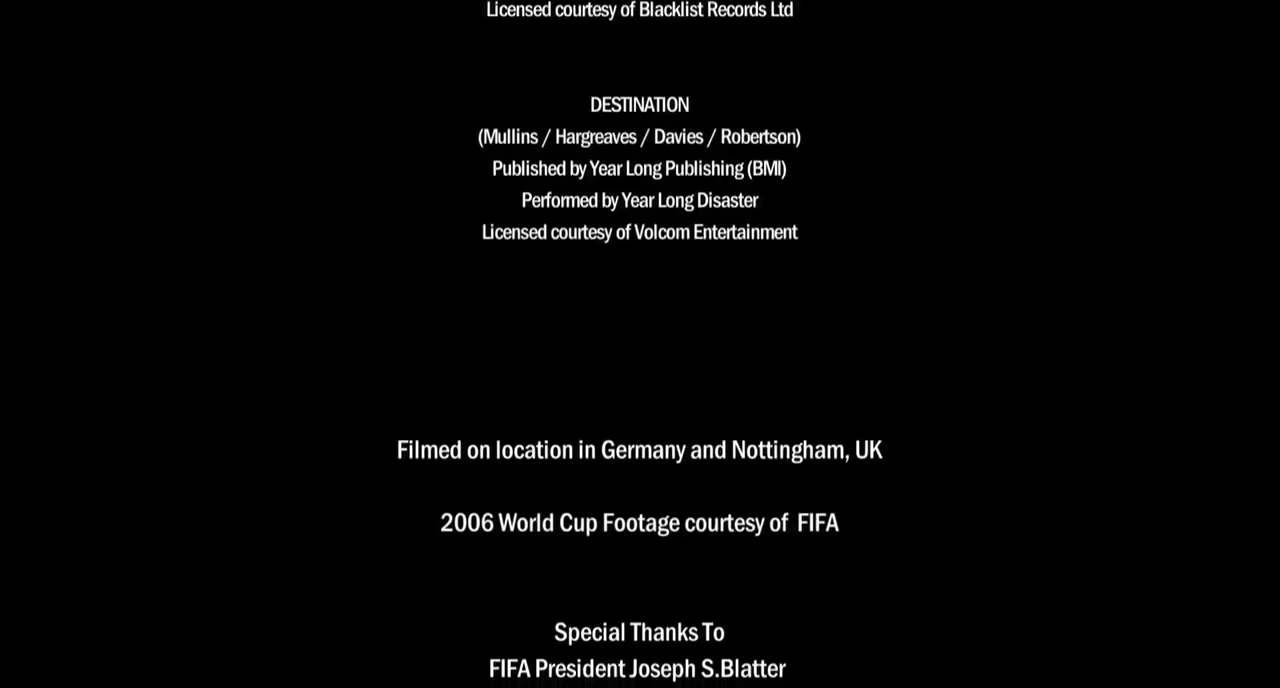 Licensed courtesy of Blacklist Records Ltd
DESTINATION
(Mullins / Hargreaves / Davies / Robertson)
Published by Year Long Publishing (BMI)
Performed by Year Long Disaster
Licensed courtesy of Volcom Entertainment
Filmed on location in Germany and Nottingham, UK
2006 World Cup Footage courtesy of FIFA
Special Thanks To
FIFA President Joseph S.Blatter